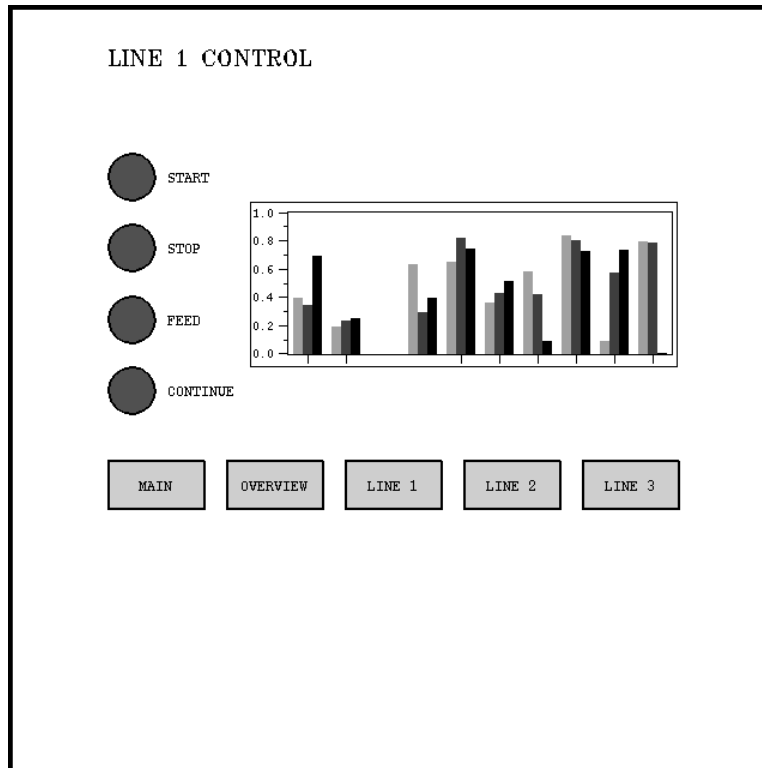 LINE 1 CONTROL
START
STOP
FEED
CONTINUE
1.0
0.8
0.6
0.4
0.2
0.0
MAIN
OVERVIEW
LINE 1
LINE 2
LINE 3